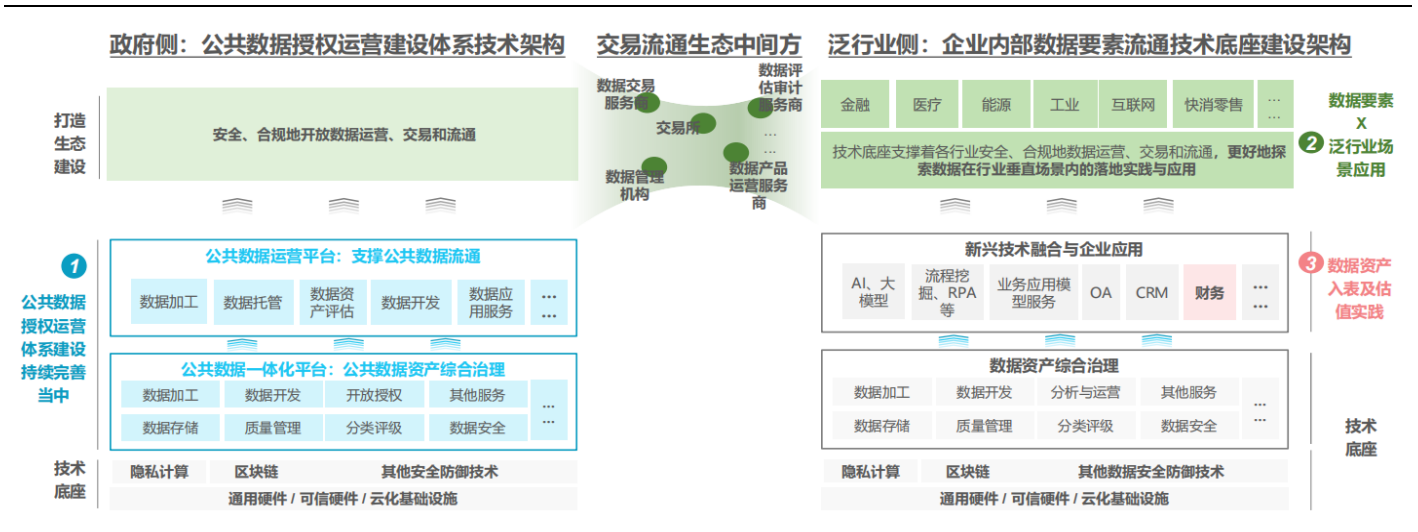 政府侧：公共数据授权运营建设体系技术架构
打造
生态
建设
安全、合规地开放数据运营、交易和流通
1
公共数据
授权运营
体系建设
持续完善
当中
公共数据运营平台：支撑公共数据流通
数据加工
数据托管
数据资
产评估
数据开发
数据应
用服务
...
...
公共数据一体化平台：公共数据资产综合治理
数据加工
数据开发
开放授权
其他服务
数据存储
质量管理
分类评级
数据安全
...
...
技术
底座
隐私计算
区块链
其他安全防御技术
通用硬件 / 可信硬件 / 云化基础设施
交易流通生态中间方
数据交易
服务商
数据评
估审计
服务商
交易所
...
...
数据管理
机构
数据产品
运营服务
商
泛行业侧：企业内部数据要素流通技术底座建设架构
金融
医疗
能源
工业
互联网
快消零售
...
...
技术底座支撑着各行业安全、合规地数据运营、交易和流通，更好地探
索数据在行业垂直场景内的落地实践与应用
2
数据要素
X
泛行业场
景应用
新兴技术融合与企业应用
AI、大
模型
流程挖
掘、RPA
等
业务应用模
型服务
OA
CRM
财务
...
...
3
数据资产
入表及估
值实践
数据资产综合治理
数据加工
数据开发
分析与运营
其他服务
数据存储
质量管理
分类评级
数据安全
...
...
技术
底座
隐私计算
区块链
其他数据安全防御技术
通用硬件 / 可信硬件 / 云化基础设施